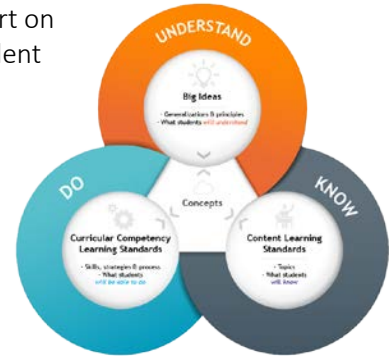 rt on
dent
UNDERSTAND
Big Ideas
- Generalizations & principles
- What students will understand
DO
KNOW
Concepts
Curricular Competency
Learning Standards
- Skills, strategies & process
- What students
will be able to do
Content Learning
Standards
- Topics
- What students
will know